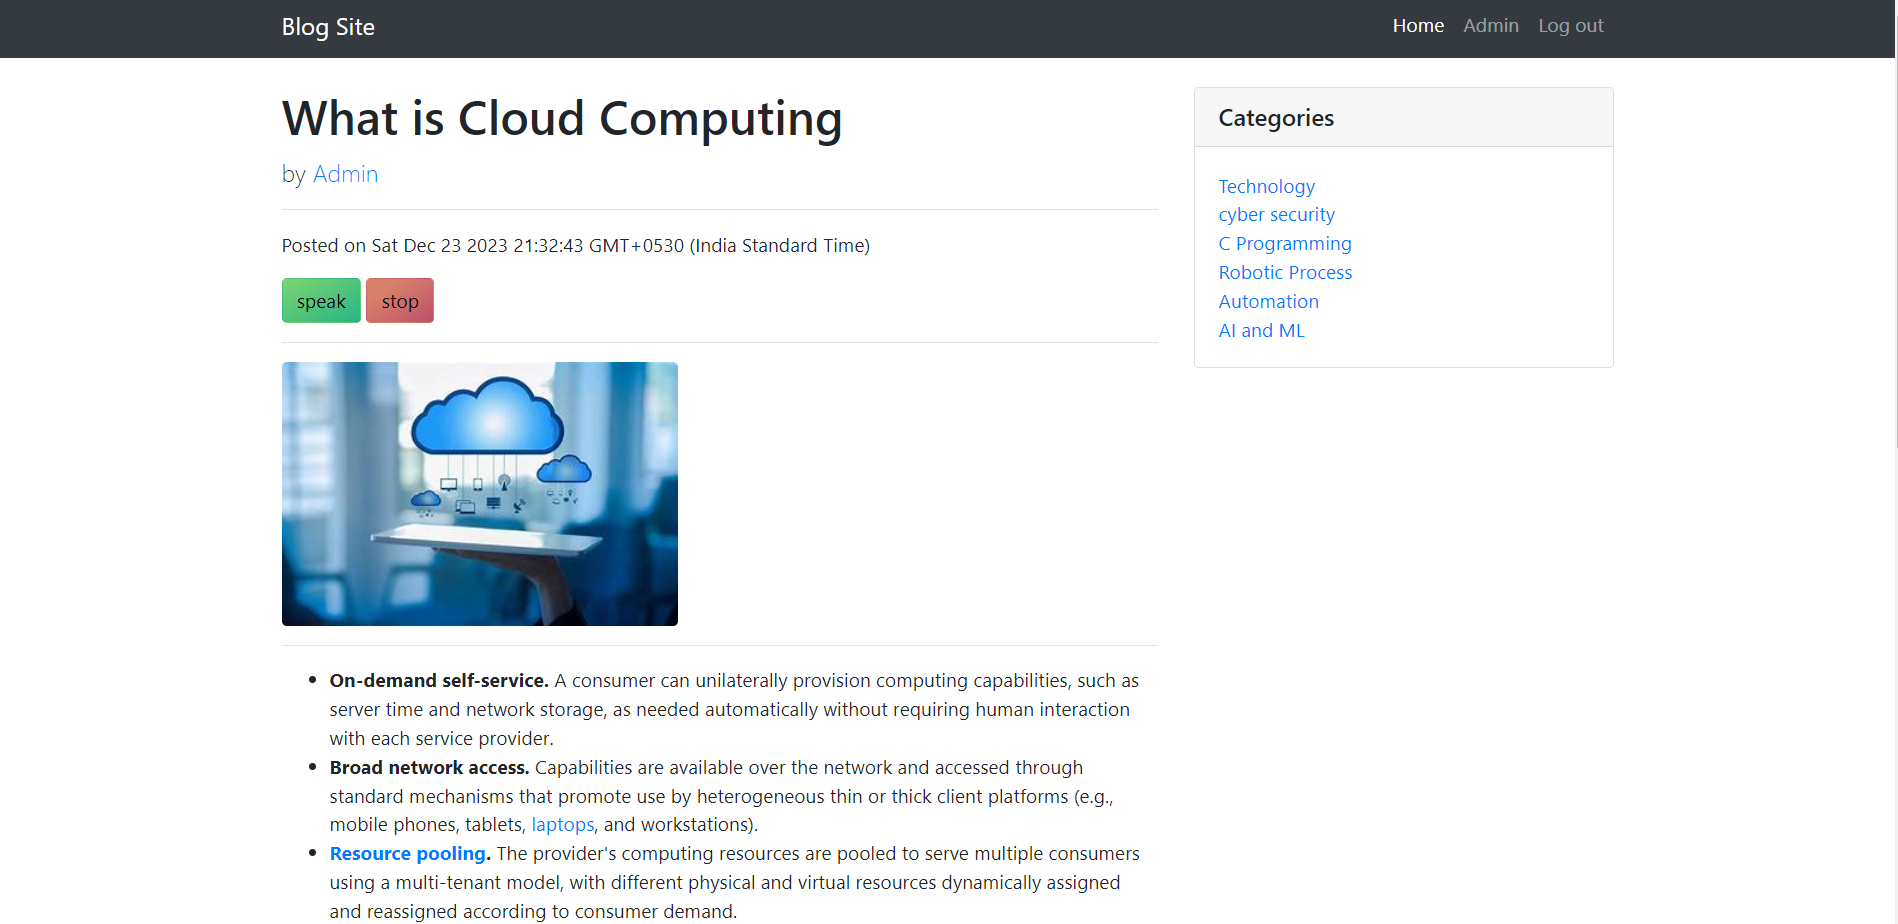 Blog Site
Home Admin Log out
What is Cloud Computing
by Admin
Posted on Sat Dec 23 2023 21:32:43 GMT+0530 (India Standard Time)
speak stop
On-demand self-service. A consumer can unilaterally provision computing capabilities, such as
server time and network storage, as needed automatically without requiring human interaction
with each service provider.
Broad network access. Capabilities are available over the network and accessed through
standard mechanisms that promote use by heterogeneous thin or thick client platforms (e.g.,
mobile phones, tablets, laptops, and workstations).
Resource pooling. The provider's computing resources are pooled to serve multiple consumers
using a multi-tenant model, with different physical and virtual resources dynamically assigned
and reassigned according to consumer demand.
Categories
Technology
cyber security
C Programming
Robotic Process
Automation
AI and ML